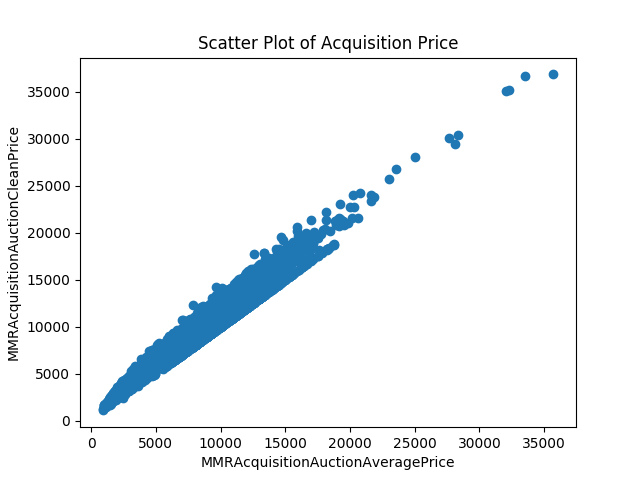 Scatter Plot of Acquisition Price
MMRAcquisitionAuctionCleanPrice
35000
30000
25000
20000
15000
10000
5000
0
0 5000 10000 15000 20000 25000 30000 35000
MMRAcquisitionAuctionAveragePrice